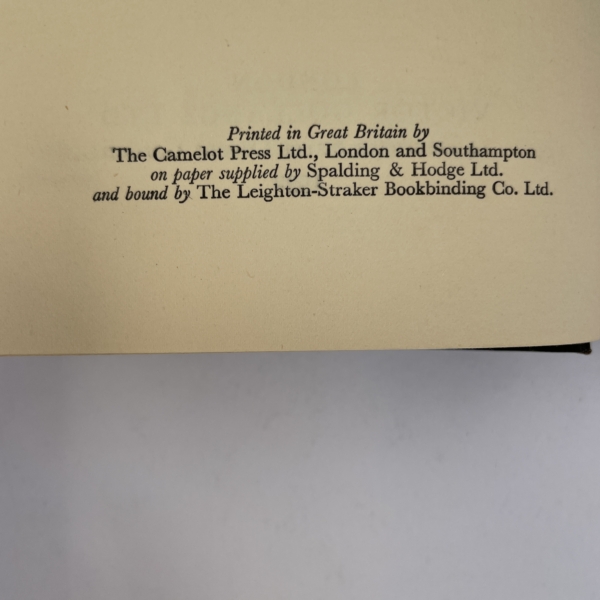 Printed in Great Britain by
The Camelot Press Ltd., London and Southampton
on paper supplied by Spalding & Hodge Ltd.
and bound by The Leighton-Straker Bookbinding Co. Ltd.